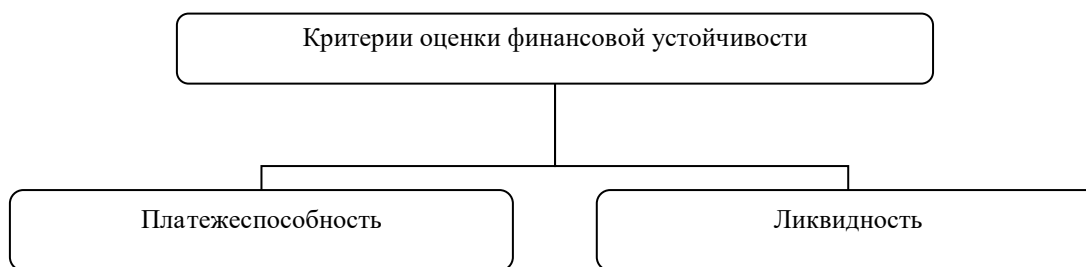 Критерии оценки финансовой устойчивости
Платежеспособность
Ликвидность